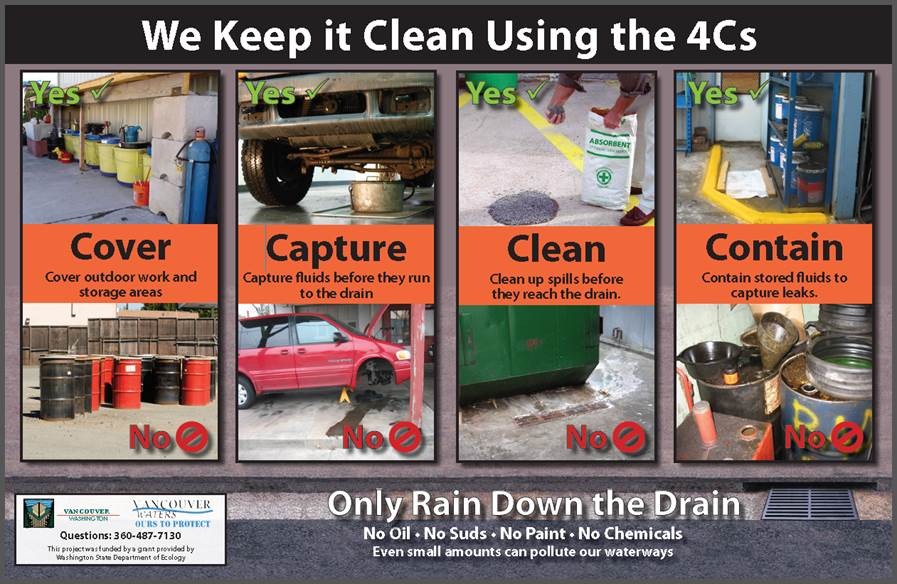 We Keep it Clean Using the 4Cs
Yes
Yes
Yes
Yes
ABSORBENT
Cover
Cover outdoor work and
storage areas
Capture
Capture fluids before they run
to the drain
Clean
Clean up spills before
they reach the drain.
Contain
Contain stored fluids to
capture leaks.
No
No
No
No
VANCOUVER
WASHINGTON
VANCOUVER
WATERS
OURS TO PROTECT
Questions: 360-487-7130
This project was funded by a grant provided by
Washington State Department of Ecology
Only Rain Down the Drain
No Oil • No Suds • No Paint • No Chemicals
Even small amounts can pollute our waterways